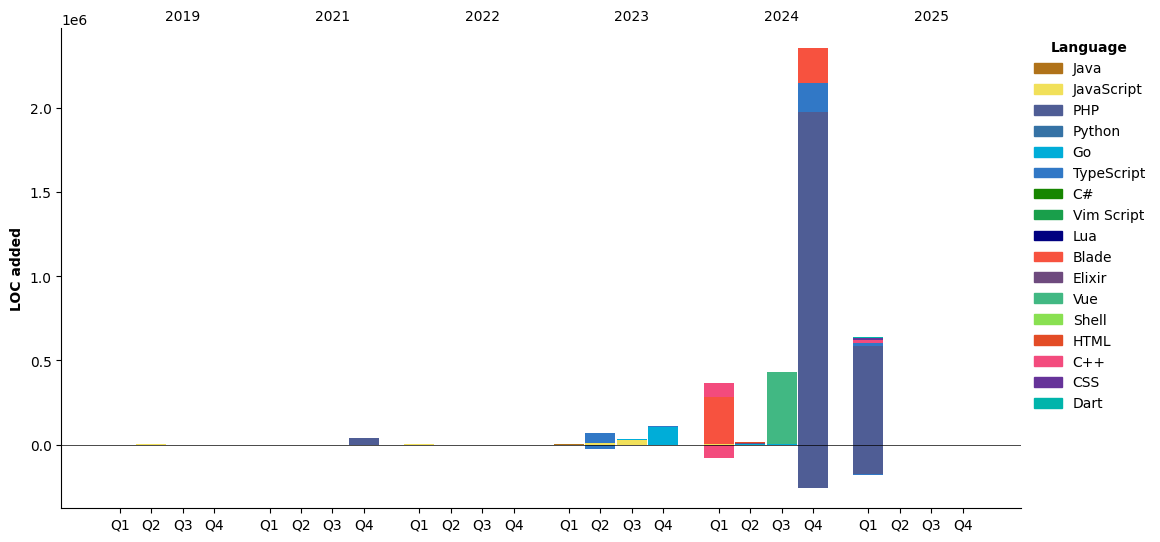 1e6
2019 2021 2022 2023 2024 2025
LOC added
2.0
1.5
1.0
0.5
0.0
Q1 Q2 Q3 Q4 Q1 Q2 Q3 Q4 Q1 Q2 Q3 Q4 Q1 Q2 Q3 Q4 Q1 Q2 Q3 Q4 Q1 Q2 Q3 Q4
Language
Java
JavaScript
PHP
Python
Go
TypeScript
C#
Vim Script
Lua
Blade
Elixir
Vue
Shell
HTML
C++
CSS
Dart